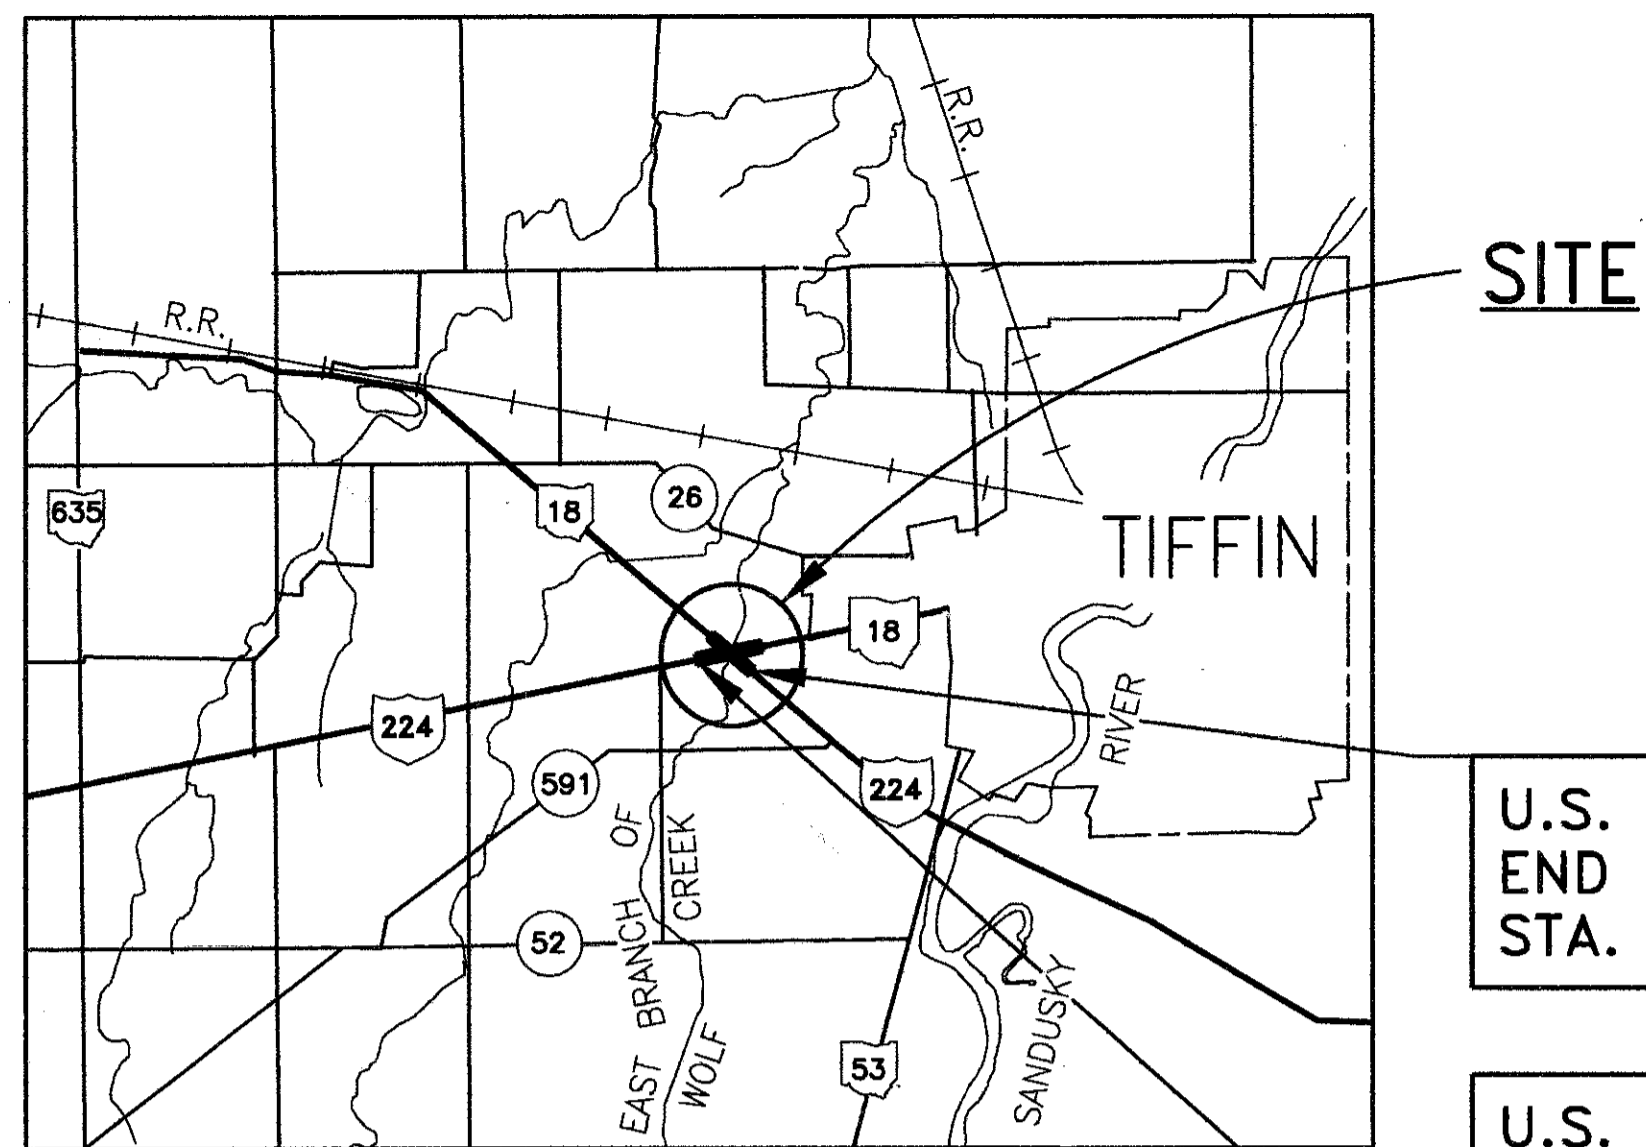 R.R.
SITE
R.R.
635
18
26
TIFFIN
18
224
RIVER
591
224
U.S.
END
STA.
EAST BRANCH OF
WOLF CREEK
52
SANDUSKY
53
U.S.